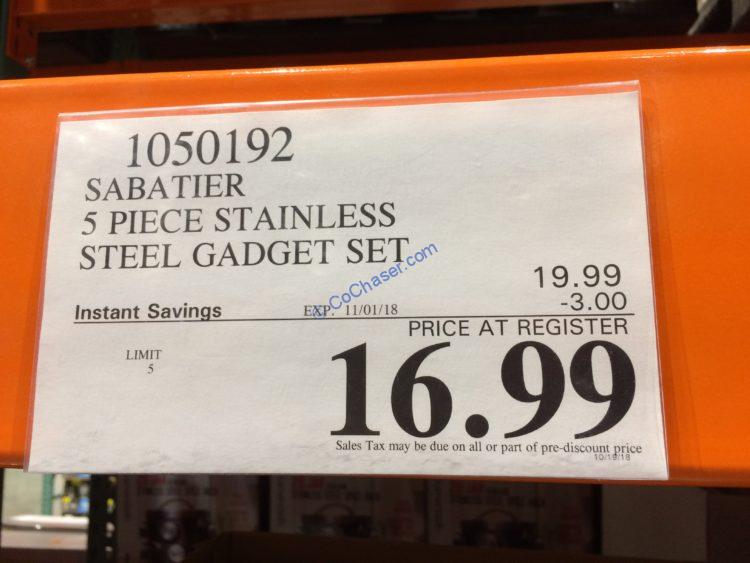 1050192
SABATIER
5 PIECE STAINLESS
STEEL GADGET SET
19.99
Instant Savings EXP. 11/01/18 -3.00
PRICE AT REGISTER
LIMIT
5
16.99
Sales Tax may be due on all or part of pre-discount price
10/19/18
CoChaser.com